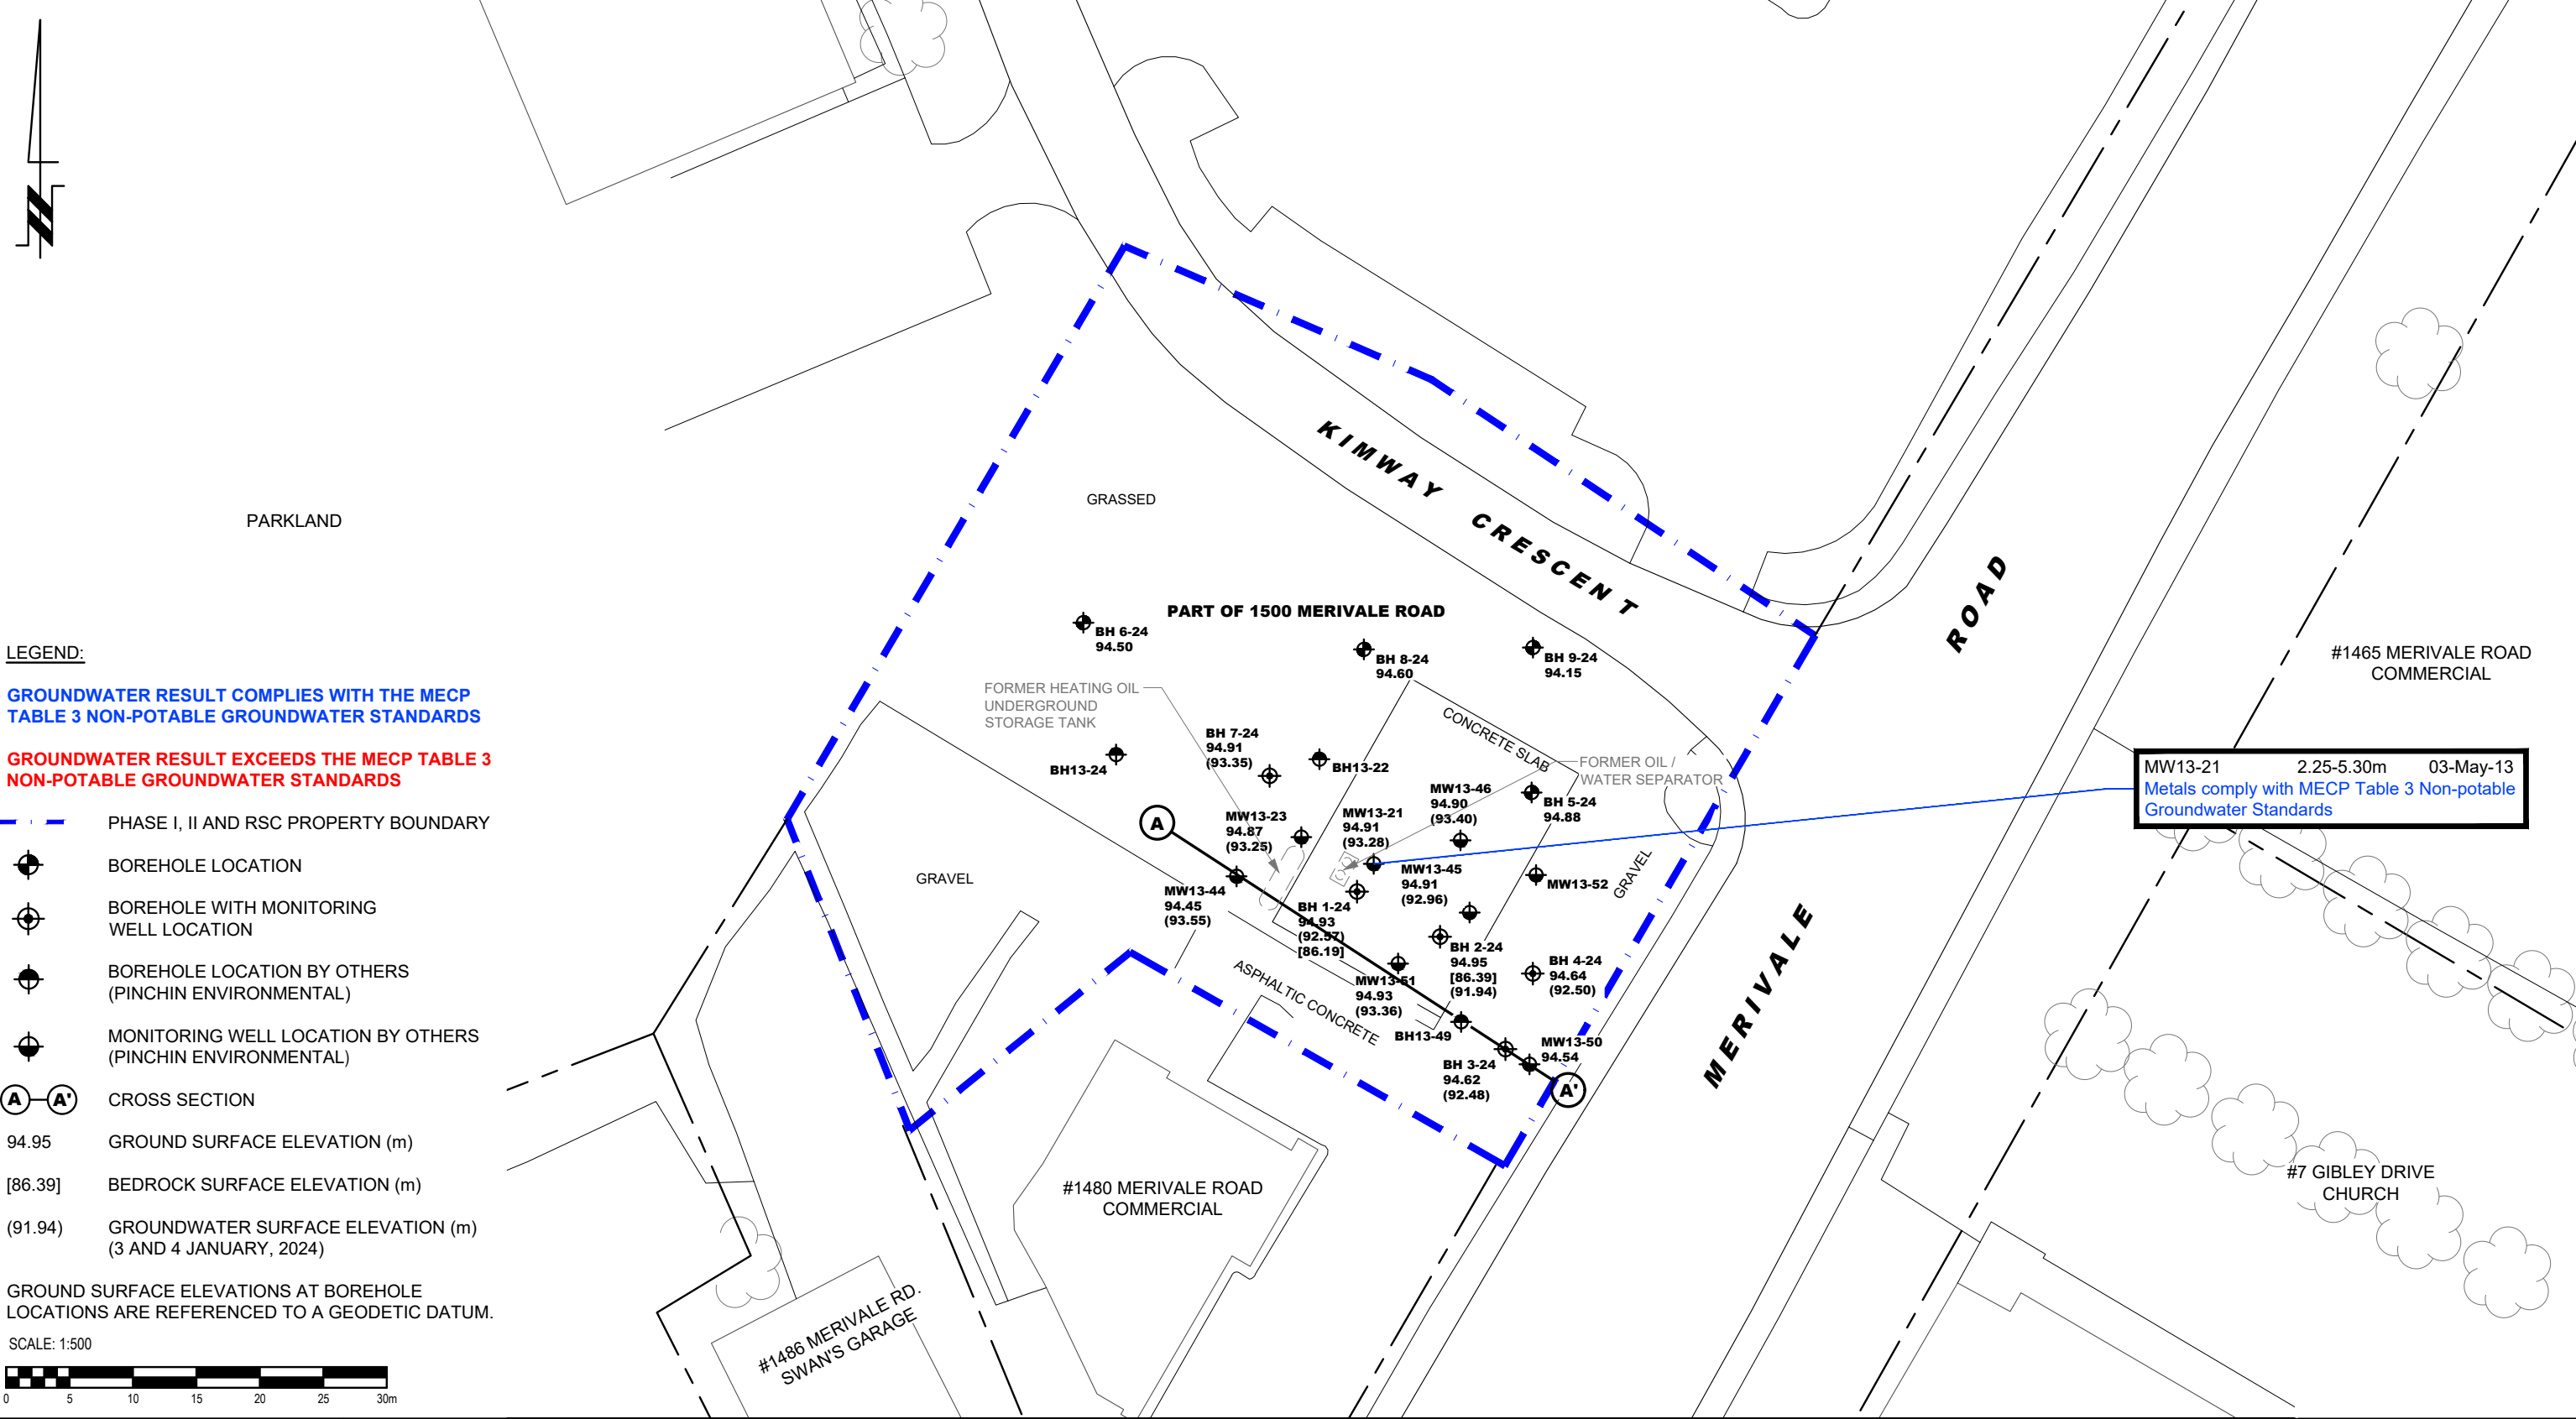 KIMWAY CRESCENT
PARKLAND
GRASSED
ROAD
PART OF 1500 MERIVALE ROAD
BH 6-24
94.50
BH 8-24
94.60
BH 9-24
94.15
#1465 MERIVALE ROAD
COMMERCIAL
FORMER HEATING OIL
UNDERGROUND
STORAGE TANK
CONCRETE SLAB
BH 7-24
94.91
(93.35)
BH13-22
BH13-24
FORMER OIL /
WATER SEPARATOR
MW13-46
94.90
(93.40)
BH 5-24
94.88
MW13-21 2.25-5.30m 03-May-13
Metals comply with MECP Table 3 Non-potable
Groundwater Standards
MW13-23
94.87
(93.25)
MW13-21
94.91
(93.28)
A
GRAVEL
MW13-44
94.45
(93.55)
MW13-45
94.91
(92.96)
MW13-52
GRAVEL
BH 1-24
94.93
(92.57)
[86.19]
BH 2-24
94.95
[86.39]
(91.94)
BH 4-24
94.64
(92.50)
ASPHALTIC CONCRETE
MW13-51
94.93
(93.36)
BH13-49
MW13-50
94.54
BH 3-24
94.62
(92.48)
A'
MERIVALE
#1480 MERIVALE ROAD
COMMERCIAL
#7 GIBLEY DRIVE
CHURCH
#1486 MERIVALE RD.
SWAN'S GARAGE
LEGEND:
GROUNDWATER RESULT COMPLIES WITH THE MECP
TABLE 3 NON-POTABLE GROUNDWATER STANDARDS
GROUNDWATER RESULT EXCEEDS THE MECP TABLE 3
NON-POTABLE GROUNDWATER STANDARDS
PHASE I, II AND RSC PROPERTY BOUNDARY
BOREHOLE LOCATION
BOREHOLE WITH MONITORING
WELL LOCATION
BOREHOLE LOCATION BY OTHERS
(PINCHIN ENVIRONMENTAL)
MONITORING WELL LOCATION BY OTHERS
(PINCHIN ENVIRONMENTAL)
A A' CROSS SECTION
94.95 GROUND SURFACE ELEVATION (m)
[86.39] BEDROCK SURFACE ELEVATION (m)
(91.94) GROUNDWATER SURFACE ELEVATION (m)
(3 AND 4 JANUARY, 2024)
GROUND SURFACE ELEVATIONS AT BOREHOLE
LOCATIONS ARE REFERENCED TO A GEODETIC DATUM.
SCALE: 1:500
0 5 10 15 20 25 30m